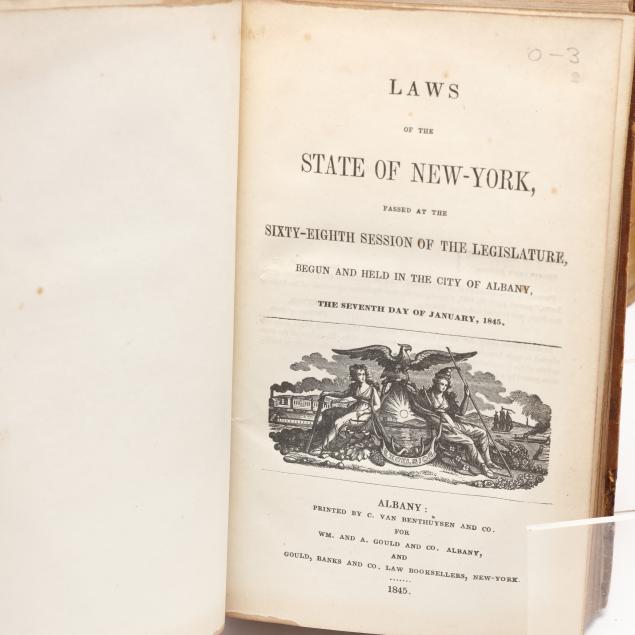 0-3
2
LAWS
OF THE
STATE OF NEW-YORK,
PASSED AT THE
SIXTY-EIGHTH SESSION OF THE LEGISLATURE,
BEGUN AND HELD IN THE CITY OF ALBANY,
THE SEVENTH DAY OF JANUARY, 1845.
EXCELSIOR
ALBANY:
PRINTED BY C. VAN BENTHUYSEN AND CO.
FOR
WM. AND A. GOULD AND CO. ALBANY,
AND
GOULD, BANKS AND CO. LAW BOOKSELLERS, NEW-YORK.
.......
1845.